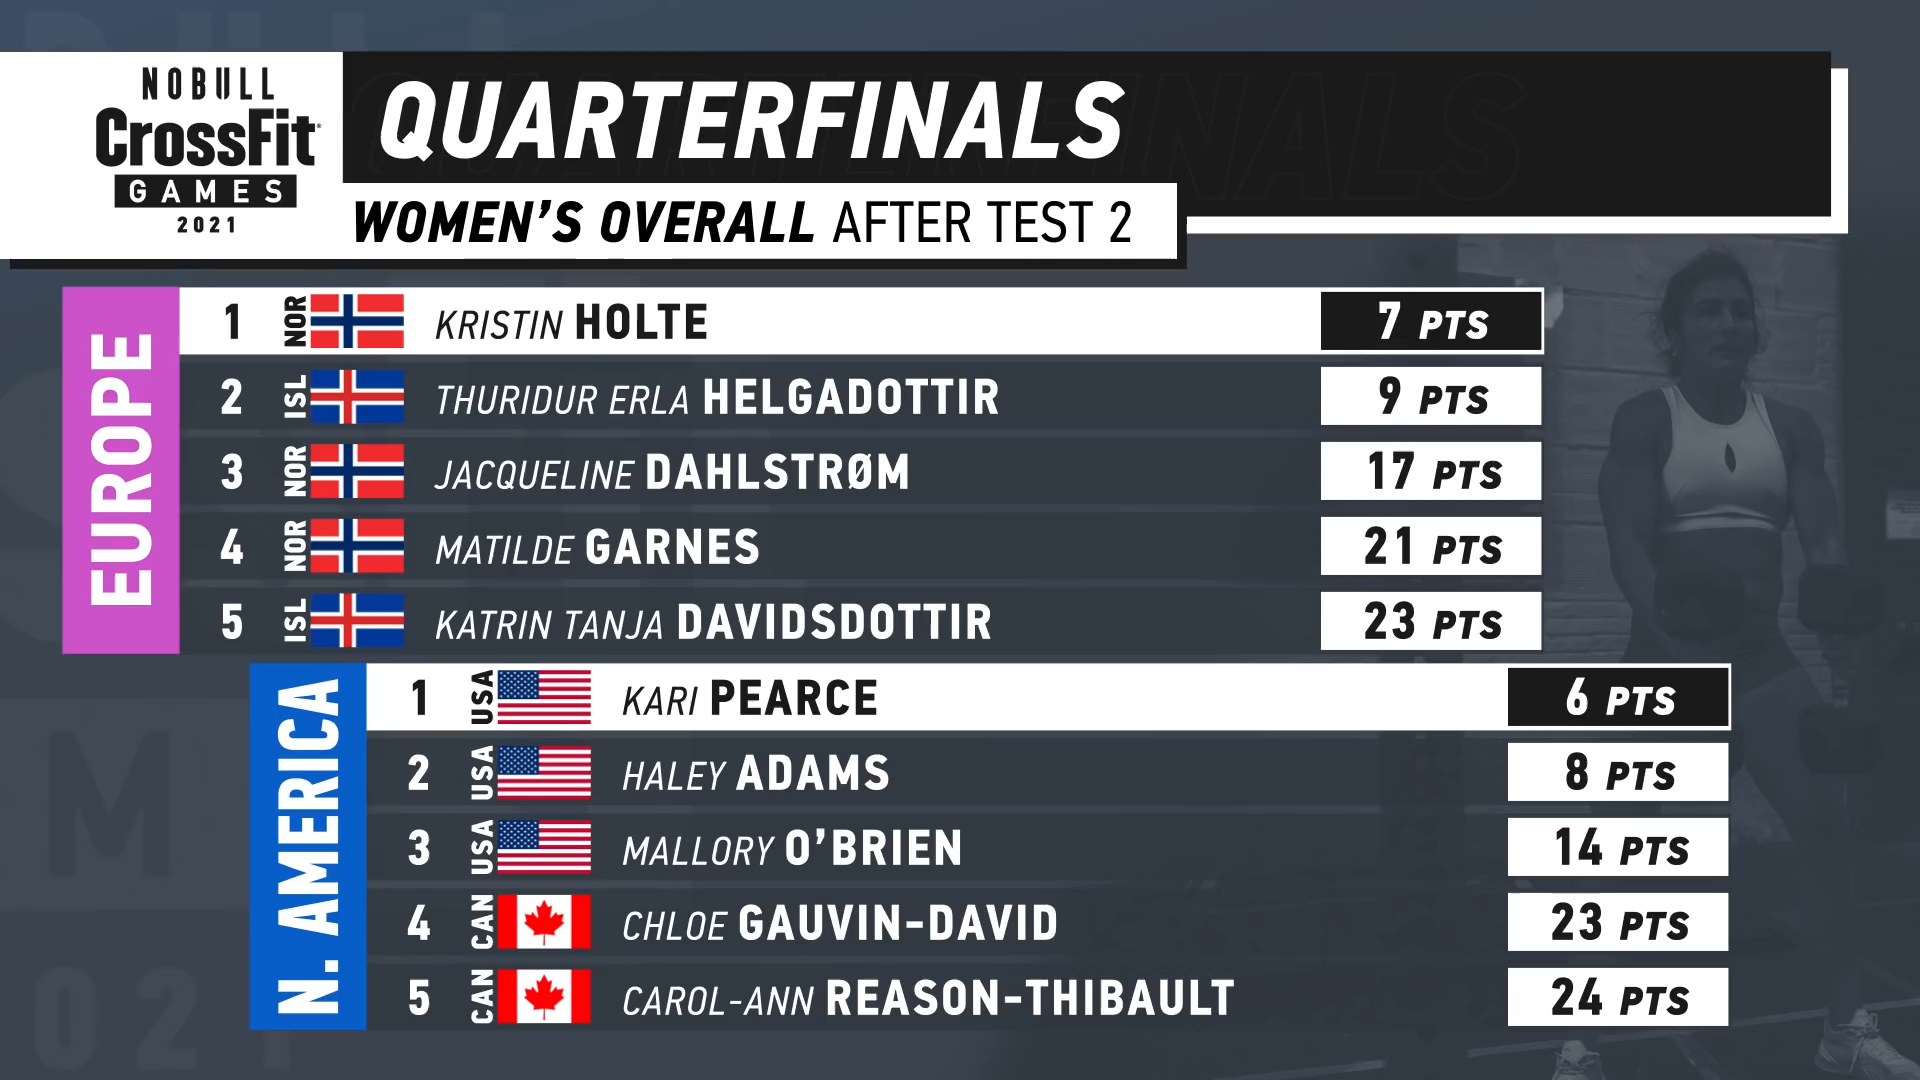 NOBULL
CrossFit
GAMES
2021
QUARTERFINALS
WOMEN'S OVERALL AFTER TEST 2
EUROPE
1 NOR KRISTIN HOLTE 7 PTS
2 ISL THURIDUR ERLA HELGADOTTIR 9 PTS
3 NOR JACQUELINE DAHLSTRØM 17 PTS
4 NOR MATILDE GARNES 21 PTS
5 ISL KATRIN TANJA DAVIDSDOTTIR 23 PTS
N. AMERICA
1 USA KARI PEARCE 6 PTS
2 USA HALEY ADAMS 8 PTS
3 USA MALLORY O'BRIEN 14 PTS
4 CAN CHLOE GAUVIN-DAVID 23 PTS
5 CAN CAROL-ANN REASON-THIBAULT 24 PTS